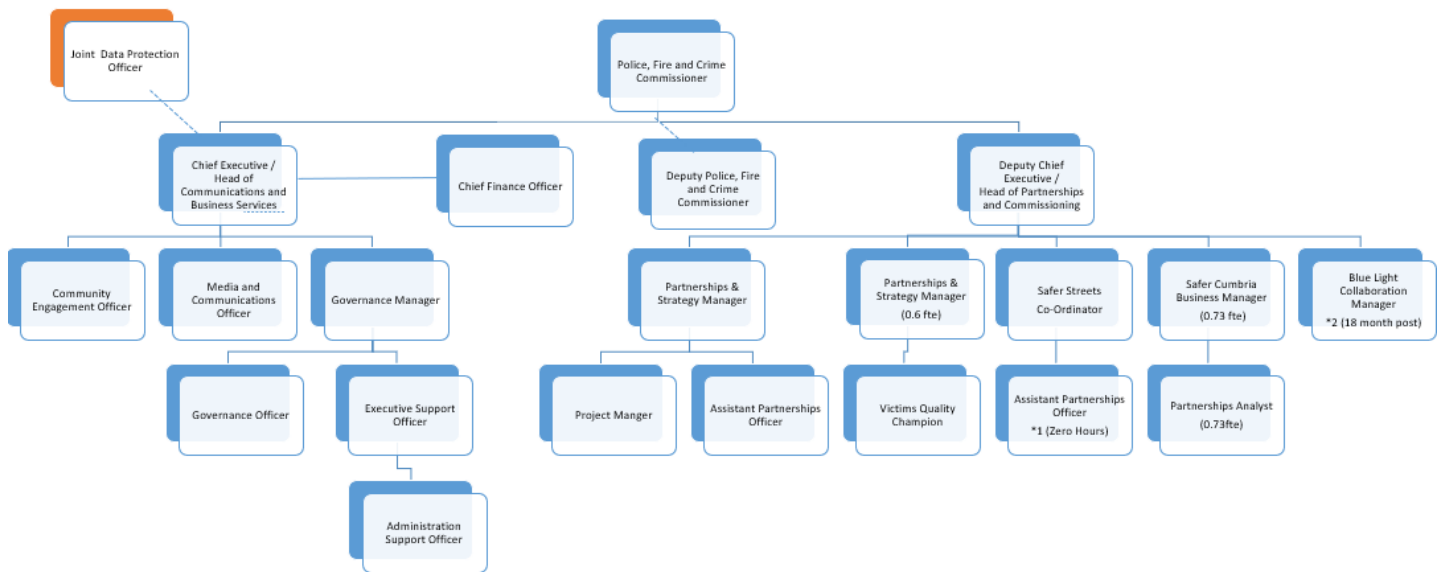 Joint Data Protection
Officer
Police, Fire and Crime
Commissioner
Chief Executive /
Head of
Communications and
Business Services
Chief Finance Officer
Deputy Police, Fire
and Crime
Commissioner
Deputy Chief
Executive /
Head of Partnerships
and Commissioning
Community
Engagement Officer
Media and
Communications
Officer
Governance Manager
Partnerships &
Strategy Manager
Partnerships &
Strategy Manager
(0.6 fte)
Safer Streets
Co-Ordinator
Safer Cumbria
Business Manager
(0.73 fte)
Blue Light
Collaboration
Manager
*2 (18 month post)
Governance Officer
Executive Support
Officer
Project Manger
Assistant Partnerships
Officer
Victims Quality
Champion
Assistant Partnerships
Officer
*1 (Zero Hours)
Partnerships Analyst
(0.73fte)
Administration
Support Officer